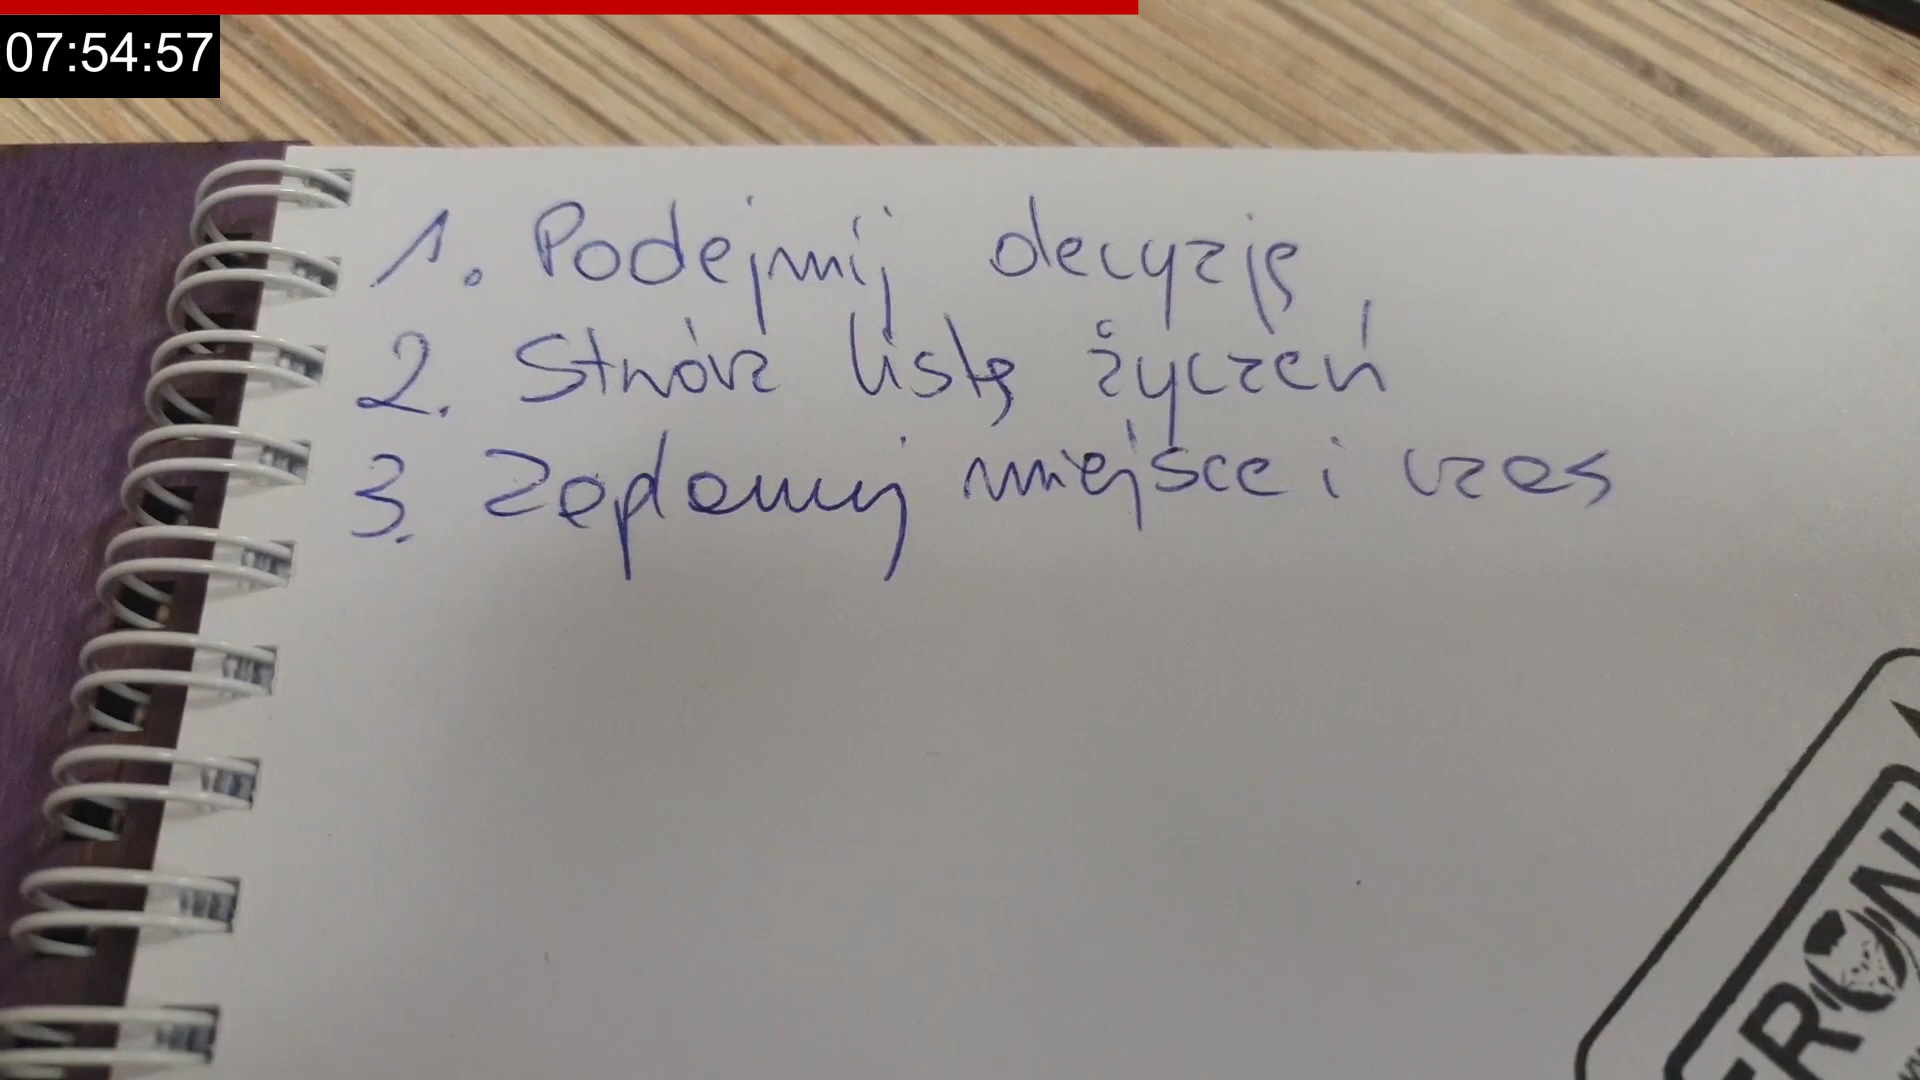 07:54:57
1. Podejmij decyzję
2. Stwórz listę życzeń
3. Zaplanuj miejsce i czas